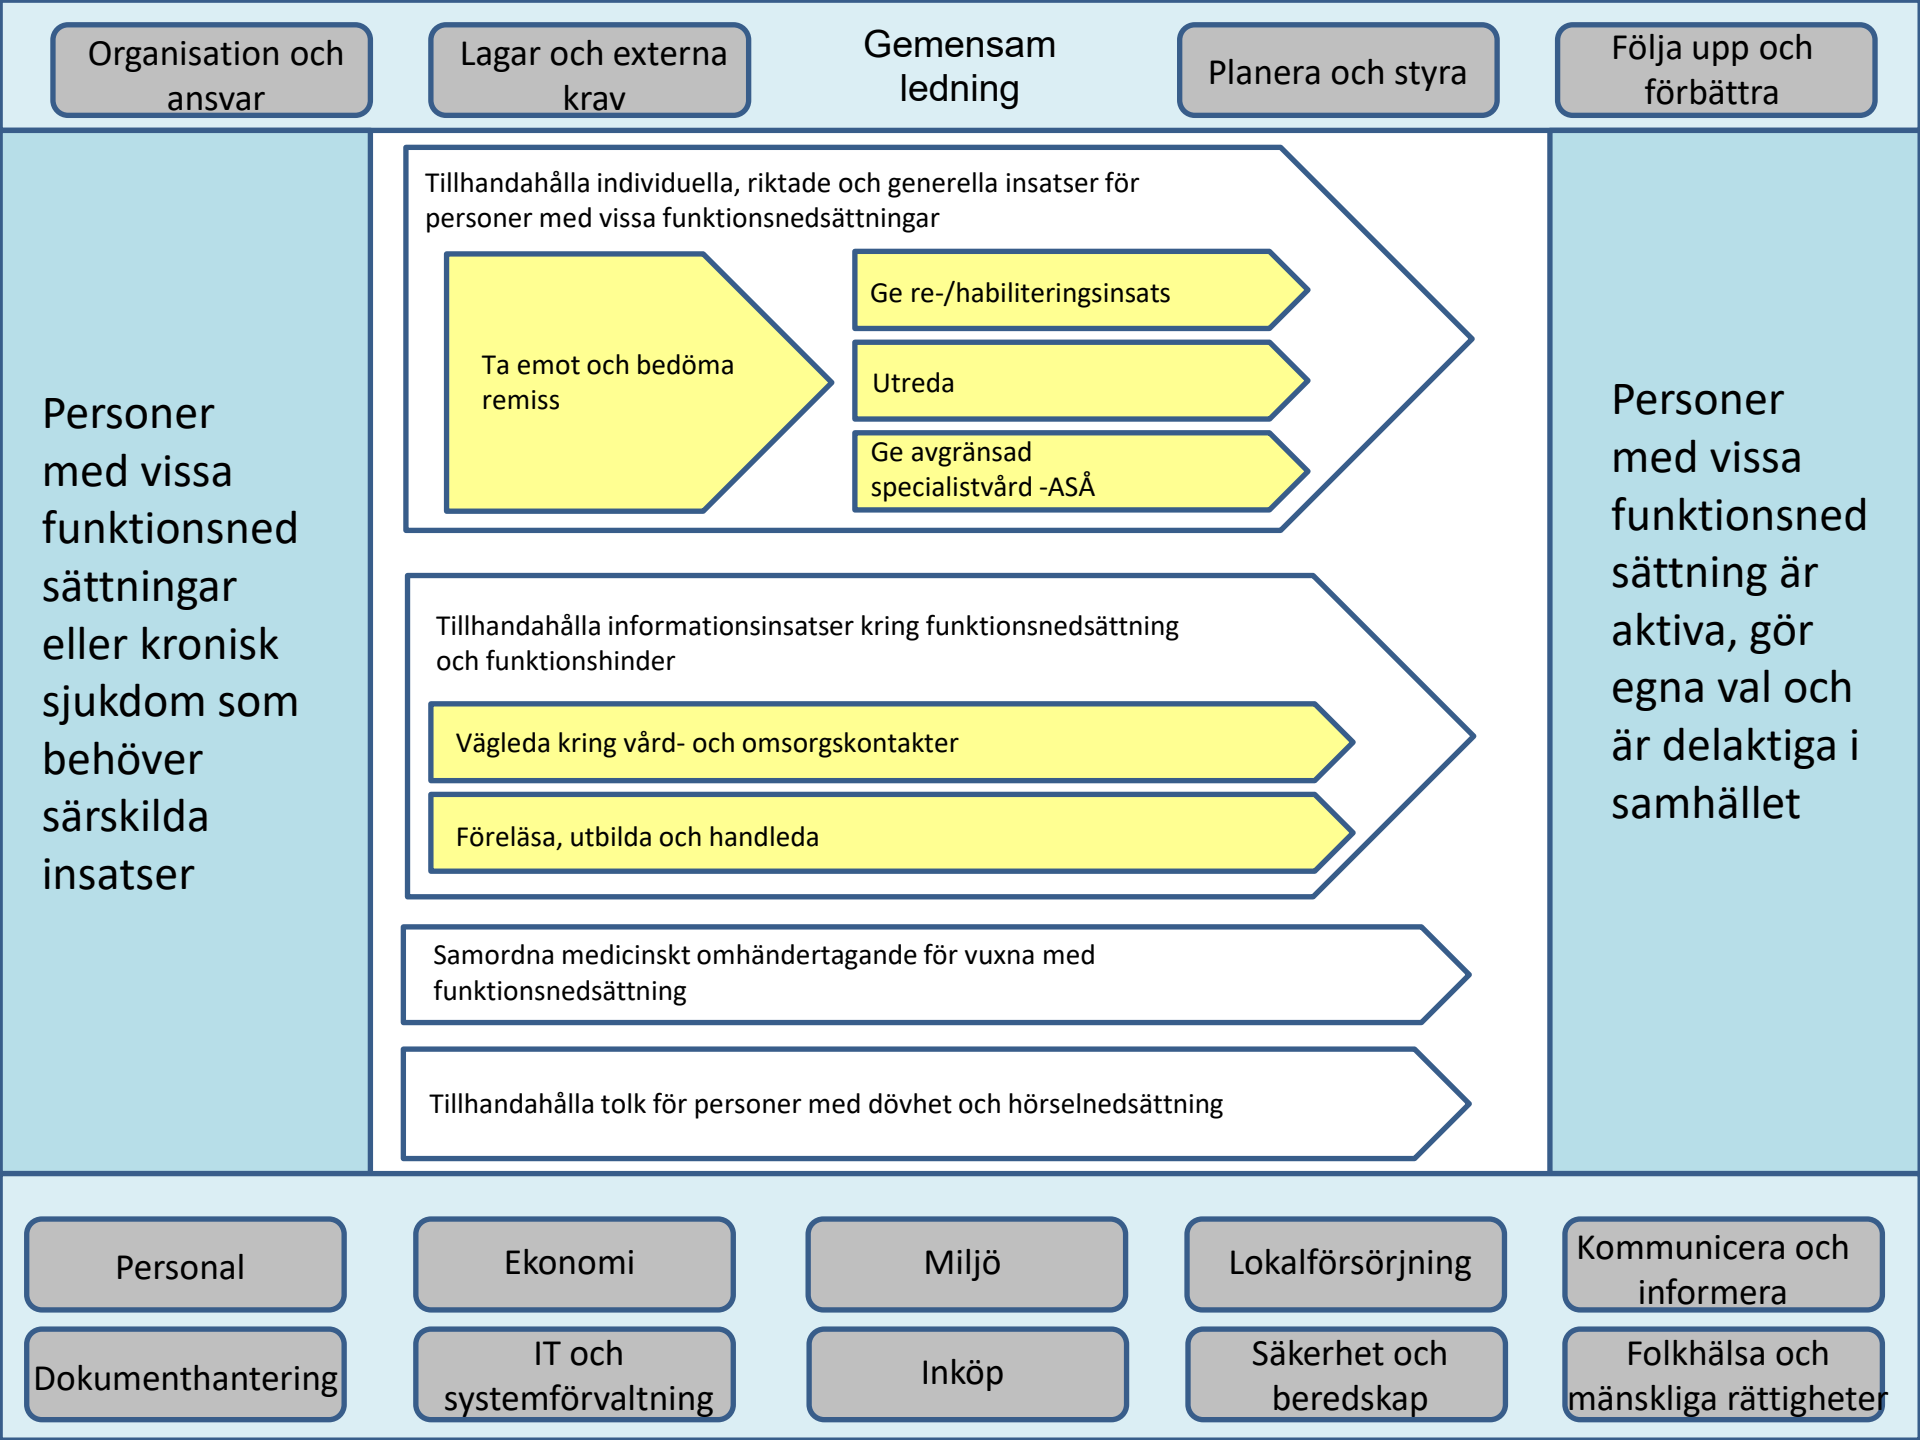 Organisation och
ansvar
Lagar och externa
krav
Gemensam
ledning
Planera och styra
Följa upp och
förbättra
Personer
med vissa
funktionsned
sättningar
eller kronisk
sjukdom som
behöver
särskilda
insatser
Tillhandahålla individuella, riktade och generella insatser för
personer med vissa funktionsnedsättningar
Ta emot och bedöma
remiss
Ge re-/habiliteringsinsats
Utreda
Ge avgränsad
specialistvård -ASÅ
Tillhandahålla informationsinsatser kring funktionsnedsättning
och funktionshinder
Vägleda kring vård- och omsorgskontakter
Föreläsa, utbilda och handleda
Samordna medicinskt omhändertagande för vuxna med
funktionsnedsättning
Tillhandahålla tolk för personer med dövhet och hörselnedsättning
Personer
med vissa
funktionsned
sättning är
aktiva, gör
egna val och
är delaktiga i
samhället
Personal
Ekonomi
Miljö
Lokalförsörjning
Kommunicera och
informera
Dokumenthantering
IT och
systemförvaltning
Inköp
Säkerhet och
beredskap
Folkhälsa och
mänskliga rättigheter